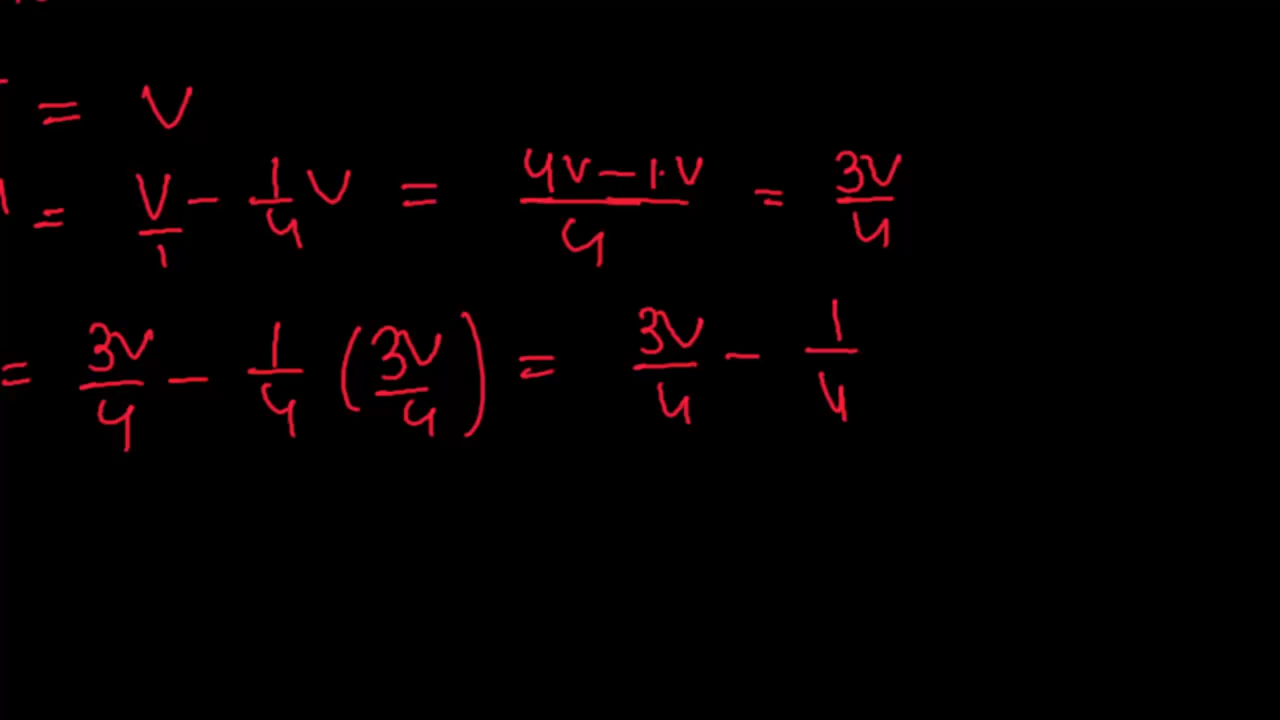 = V
= V/1 - 1/4 V = (4V - 1·V)/4 = 3V/4
= 3V/4 - 1/4 (3V/4) = 3V/4 - 1/4